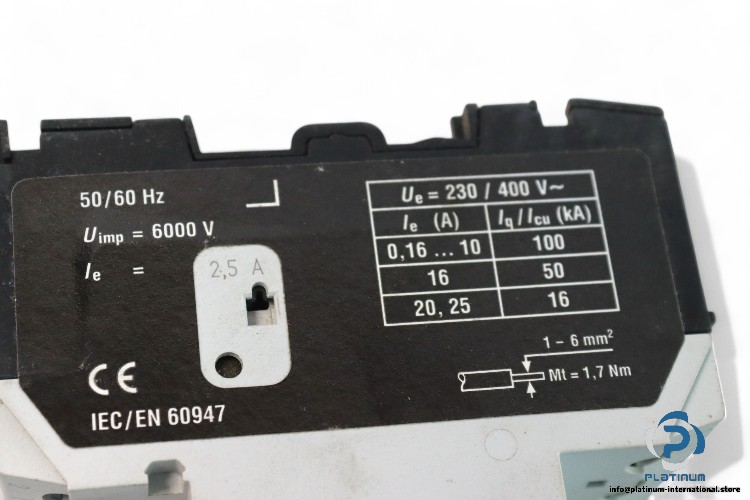 50/60 Hz
Uimp = 6000 V
Ie = 2,5 A
CE
IEC/EN 60947
Ue = 230 / 400 V~
Ie (A) Iq/Icu (kA)
0,16 ... 10 100
16 50
20, 25 16
1 – 6 mm²
Mt = 1,7 Nm
PLATINUM
INTERNATIONAL
info@platinum-international.store